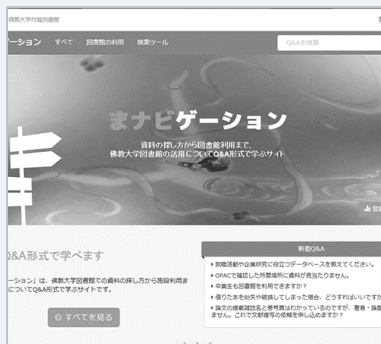 佛教大学付属図書館
ーション
すべて
図書館の利用
検索ツール
Q&Aを検索
まナビゲーション
資料の探し方から図書館利用まで、
佛教大学図書館の活用についてQ&A形式で学ぶサイト
Q&A形式で学べます
ーション」は、佛教大学図書館での資料の探し方から施設利用ま
についてQ&A形式で学ぶサイトです。
すべてを見る
新着Q&A
就職活動や企業研究に役立つデータベースを教えてください。
OPACで確認した所蔵場所に資料が見当たりません。
卒業生も図書館を利用できますか？
借りた本を紛失や破損してしまった場合、どうすればいいですか
論文の掲載雑誌名と巻号頁はわかっているのですが、著者・論題
ません。これで文献複写の依頼を申し込めますか？